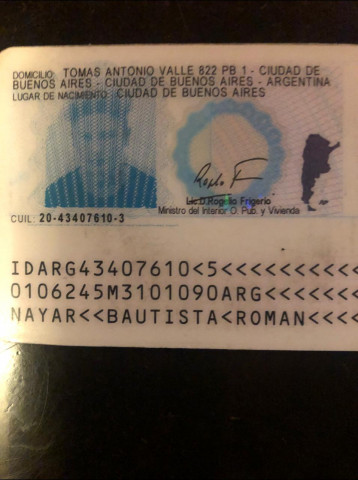 DOMICILIO: TOMAS ANTONIO VALLE 822 PB 1 - CIUDAD DE
BUENOS AIRES - CIUDAD DE BUENOS AIRES - ARGENTINA
LUGAR DE NACIMIENTO: CIUDAD DE BUENOS AIRES
Lic. D. Rogelio Frigerio
Ministro del Interior O. Pub. y Vivienda
CUIL: 20-43407610-3
IDARG43407610<5<<<<<<<<<<
0106245M3101090ARG<<<<<<
NAYAR<<BAUTISTA<ROMAN<<<<